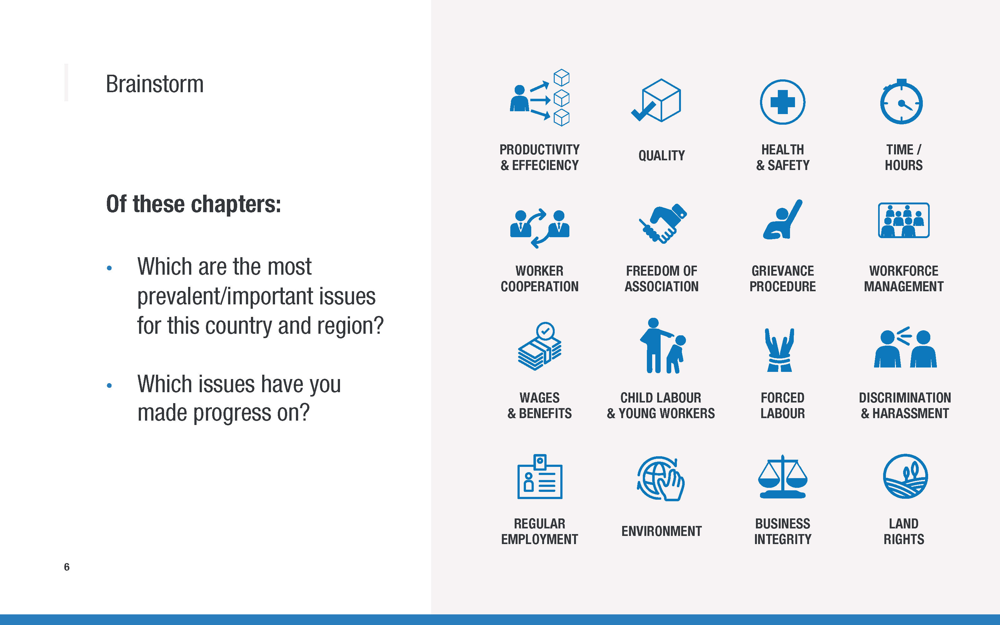 Brainstorm
Of these chapters:
• Which are the most
prevalent/important issues
for this country and region?
• Which issues have you
made progress on?
PRODUCTIVITY
& EFFECIENCY
QUALITY
HEALTH
& SAFETY
TIME /
HOURS
WORKER
COOPERATION
FREEDOM OF
ASSOCIATION
GRIEVANCE
PROCEDURE
WORKFORCE
MANAGEMENT
WAGES
& BENEFITS
CHILD LABOUR
& YOUNG WORKERS
FORCED
LABOUR
DISCRIMINATION
& HARASSMENT
REGULAR
EMPLOYMENT
ENVIRONMENT
BUSINESS
INTEGRITY
LAND
RIGHTS
6